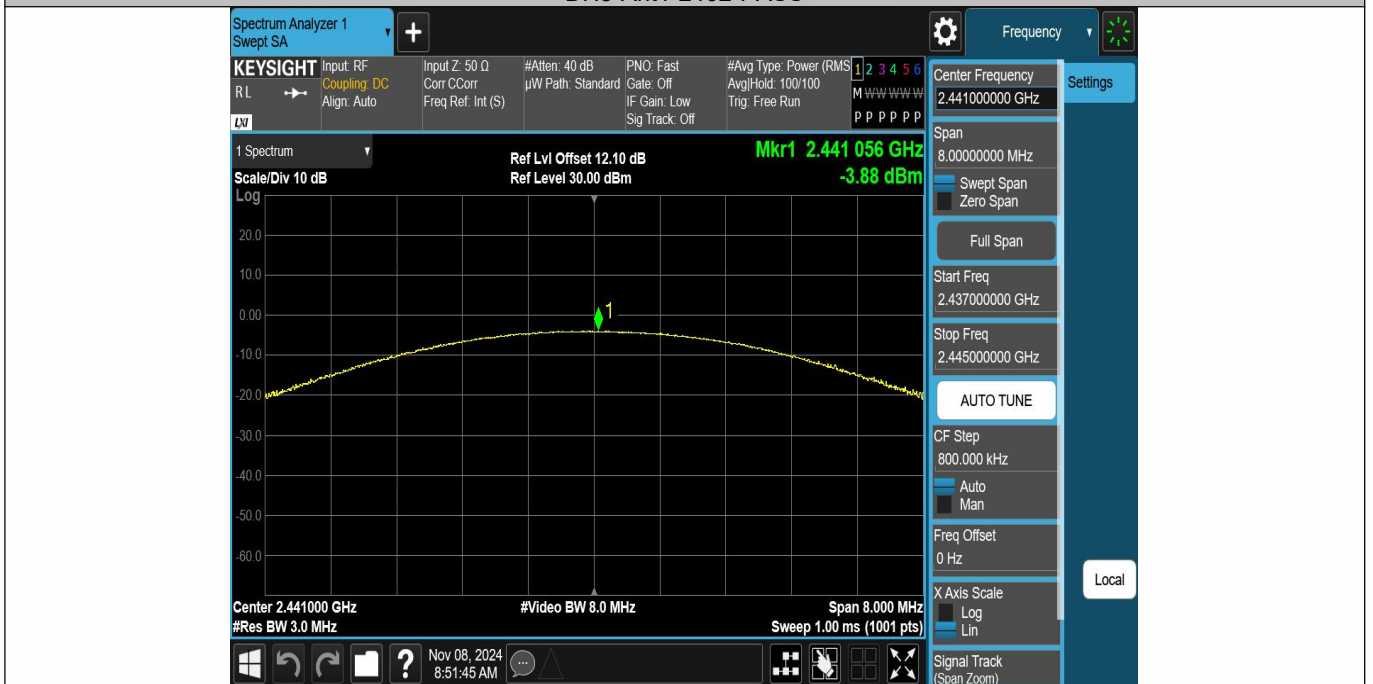 Spectrum Analyzer 1
Swept SA
+
Frequency
KEYSIGHT
RL
LXI
Input: RF
Coupling: DC
Align: Auto
Input Z: 50 Ω
Corr CCorr
Freq Ref: Int (S)
#Atten: 40 dB
µW Path: Standard
PNO: Fast
Gate: Off
IF Gain: Low
Sig Track: Off
#Avg Type: Power (RMS
Avg|Hold: 100/100
Trig: Free Run
1 2 3 4 5 6
M W W W W W
P P P P P P
Center Frequency
2.441000000 GHz
Settings
Span
8.00000000 MHz
Swept Span
Zero Span
Full Span
Start Freq
2.437000000 GHz
Stop Freq
2.445000000 GHz
AUTO TUNE
CF Step
800.000 kHz
Auto
Man
Freq Offset
0 Hz
X Axis Scale
Log
Lin
Local
Signal Track
(Span Zoom)
1 Spectrum
Scale/Div 10 dB
Log
Ref Lvl Offset 12.10 dB
Ref Level 30.00 dBm
Mkr1 2.441 056 GHz
-3.88 dBm
20.0
10.0
0.00
-10.0
-20.0
-30.0
-40.0
-50.0
-60.0
1
Center 2.441000 GHz
#Res BW 3.0 MHz
#Video BW 8.0 MHz
Span 8.000 MHz
Sweep 1.00 ms (1001 pts)
?
Nov 08, 2024
8:51:45 AM